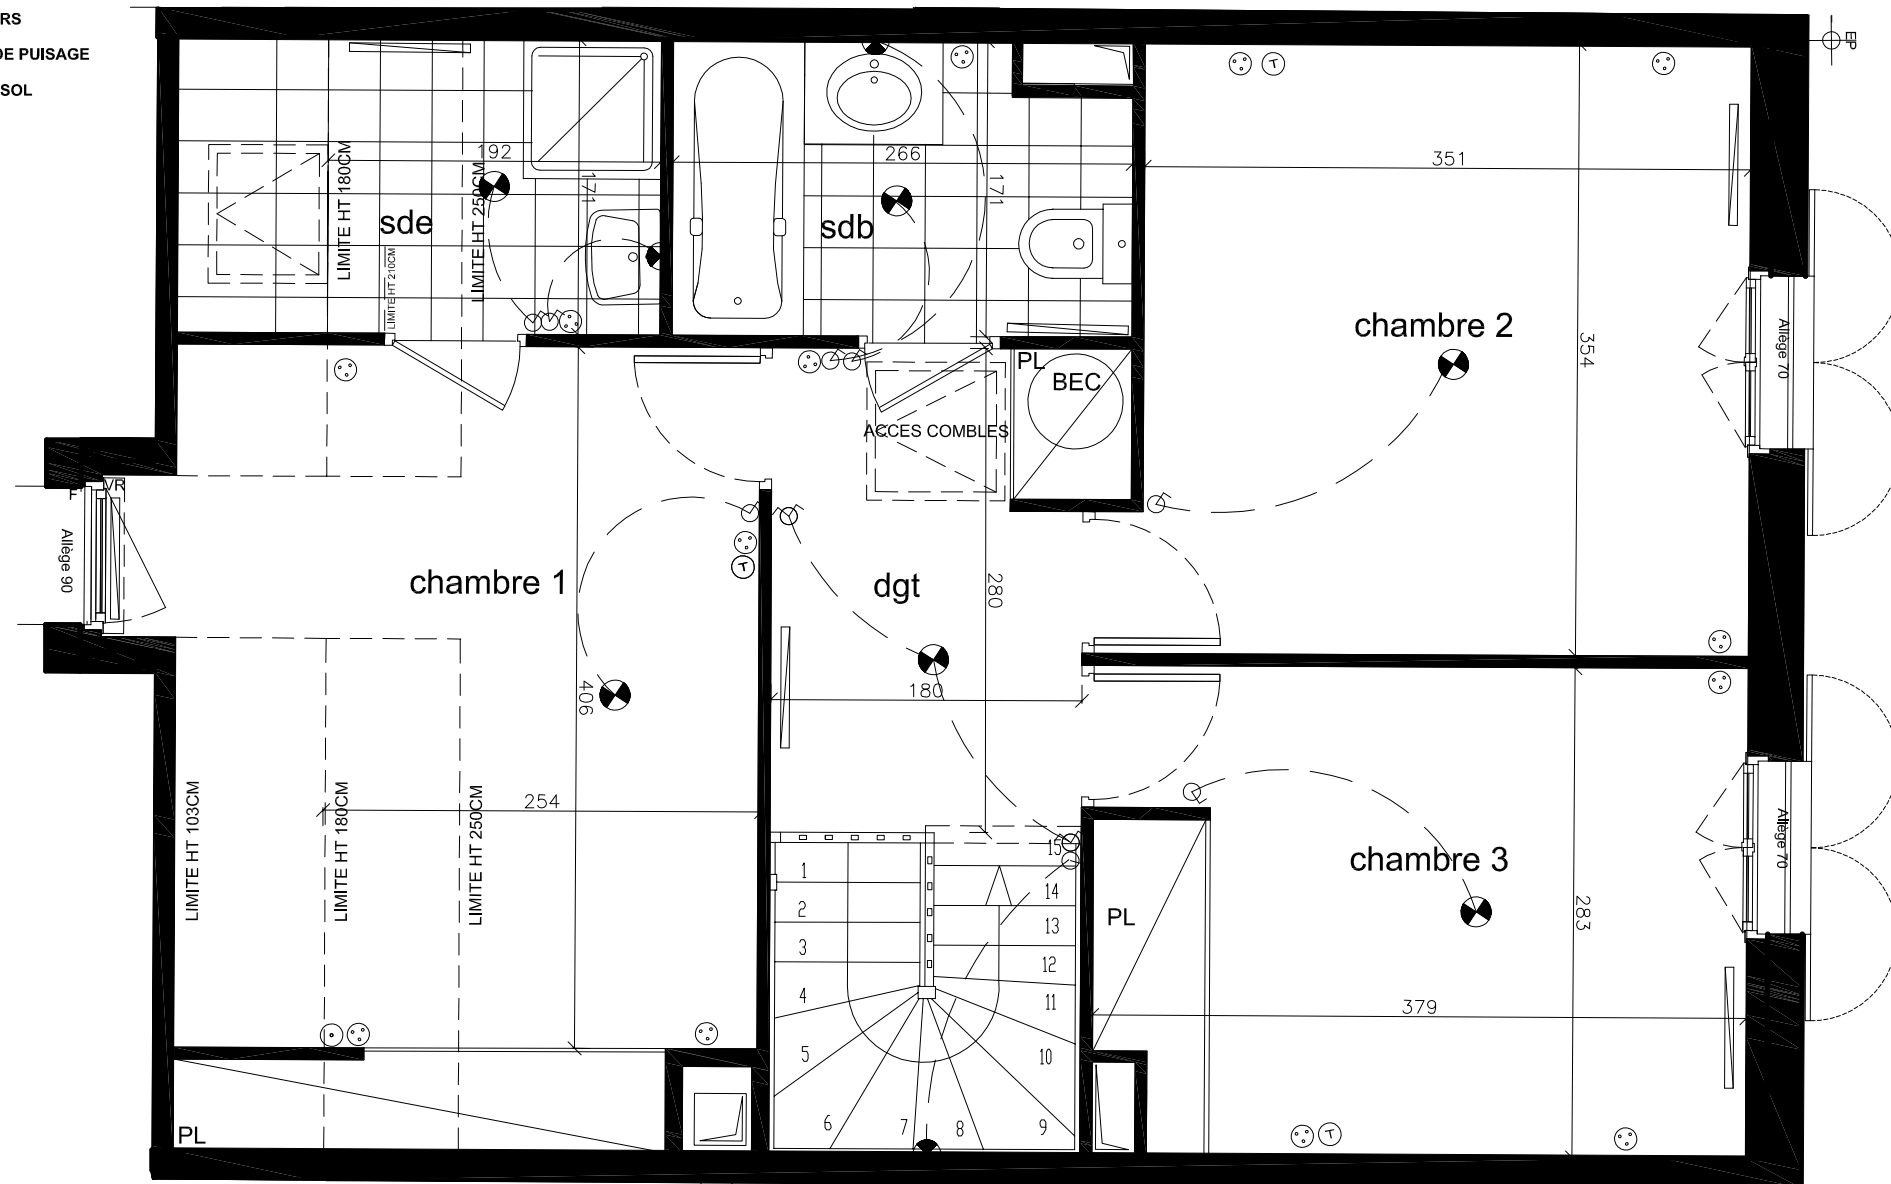 RS
DE PUISAGE
SOL
EP
192
171
sde
LIMITE HT 180CM
LIMITE HT 250CM
LIMITE HT 210CM
266
171
sdb
351
354
chambre 2
Allège 70
PL
BEC
ACCES COMBLES
VR
Allège 90
chambre 1
406
254
LIMITE HT 103CM
LIMITE HT 180CM
LIMITE HT 250CM
dgt
280
180
T
T
T
chambre 3
283
379
Allège 70
PL
PL
1
2
3
4
5
6
7
8
9
10
11
12
13
14
15